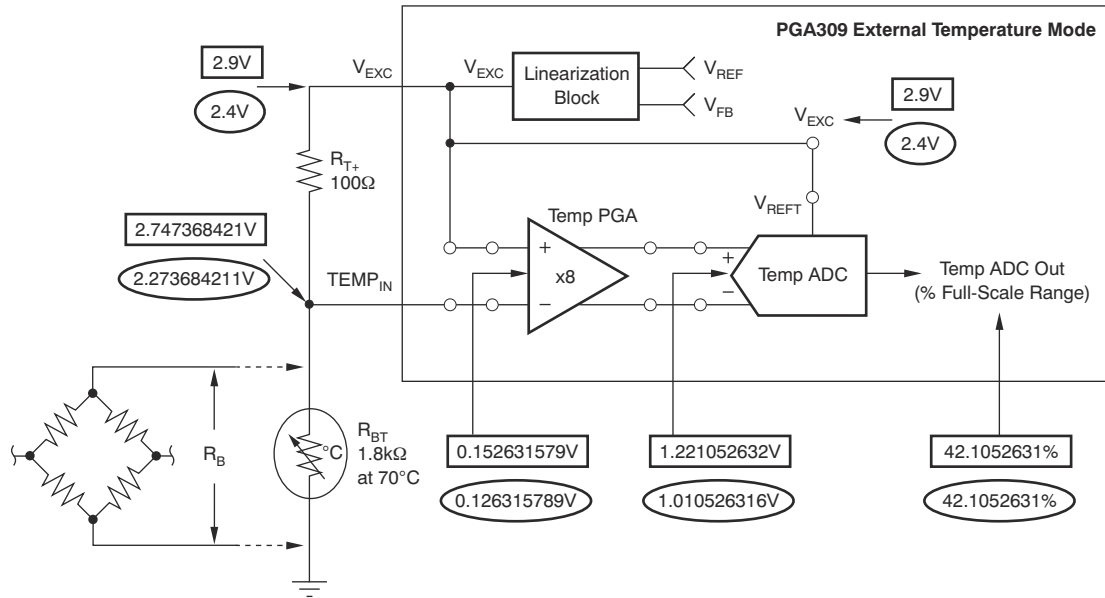 PGA309 External Temperature Mode
2.9V
2.4V
V_EXC
V_EXC
Linearization
Block
V_REF
V_FB
2.9V
V_EXC
2.4V
R_T+
100Ω
V_REFT
Temp PGA
2.747368421V
2.273684211V
TEMP_IN
+
x8
−
+
−
Temp ADC
Temp ADC Out
(% Full-Scale Range)
R_B
°C
R_BT
1.8kΩ
at 70°C
0.152631579V
1.221052632V
42.1052631%
0.126315789V
1.010526316V
42.1052631%